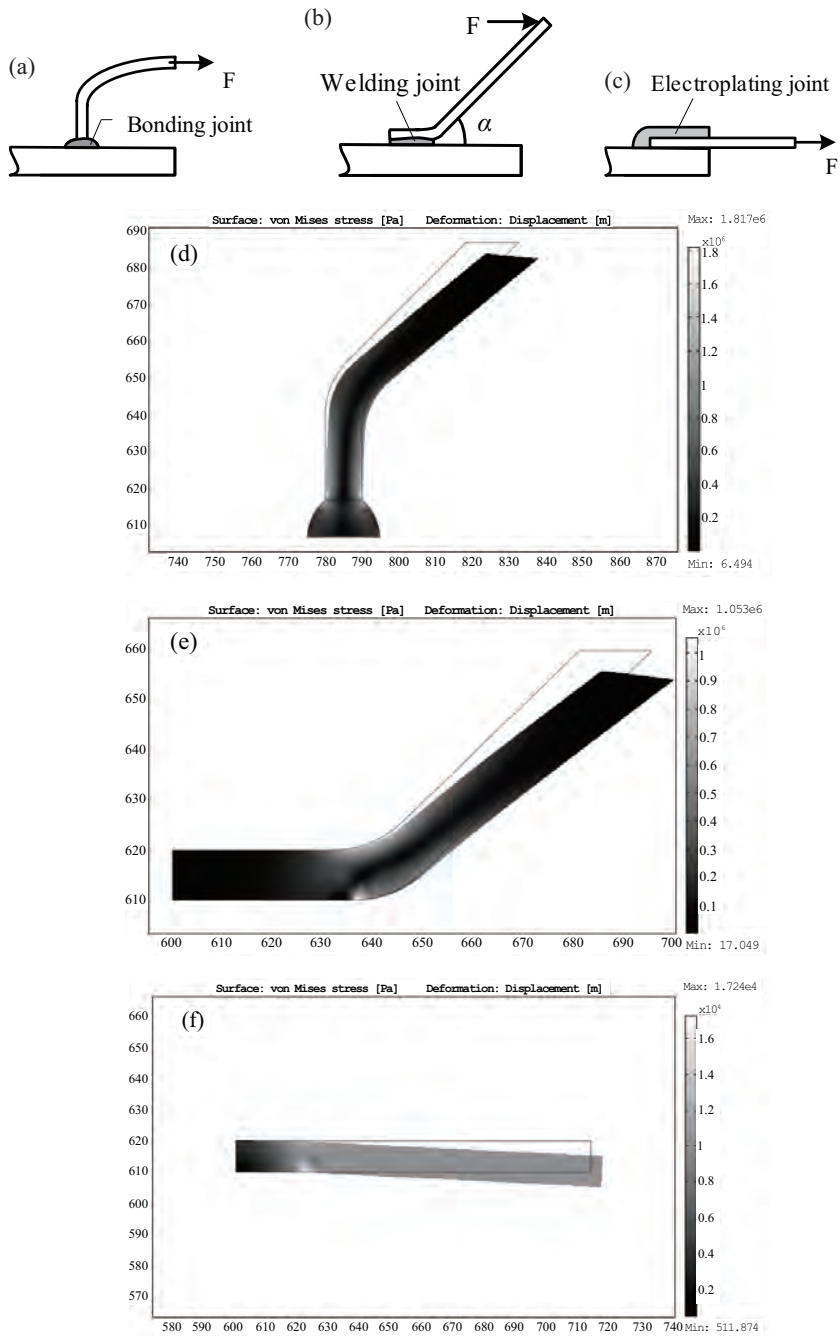 (a)
F
Bonding joint
(b)
F
Welding joint
α
(c)
Electroplating joint
F
Surface: von Mises stress [Pa] Deformation: Displacement [m]
Max: 1.817e6
(d)
690
680
670
660
650
640
630
620
610
740 750 760 770 780 790 800 810 820 830 840 850 860 870
x10⁶
1.8
1.6
1.4
1.2
1
0.8
0.6
0.4
0.2
Min: 6.494
Surface: von Mises stress [Pa] Deformation: Displacement [m]
Max: 1.053e6
(e)
660
650
640
630
620
610
600 610 620 630 640 650 660 670 680 690 700
x10⁶
1
0.9
0.8
0.7
0.6
0.5
0.4
0.3
0.2
0.1
Min: 17.049
Surface: von Mises stress [Pa] Deformation: Displacement [m]
Max: 1.724e4
(f)
660
650
640
630
620
610
600
590
580
570
580 590 600 610 620 630 640 650 660 670 680 690 700 710 720 730 740
x10⁴
1.6
1.4
1.2
1
0.8
0.6
0.4
0.2
Min: 511.874